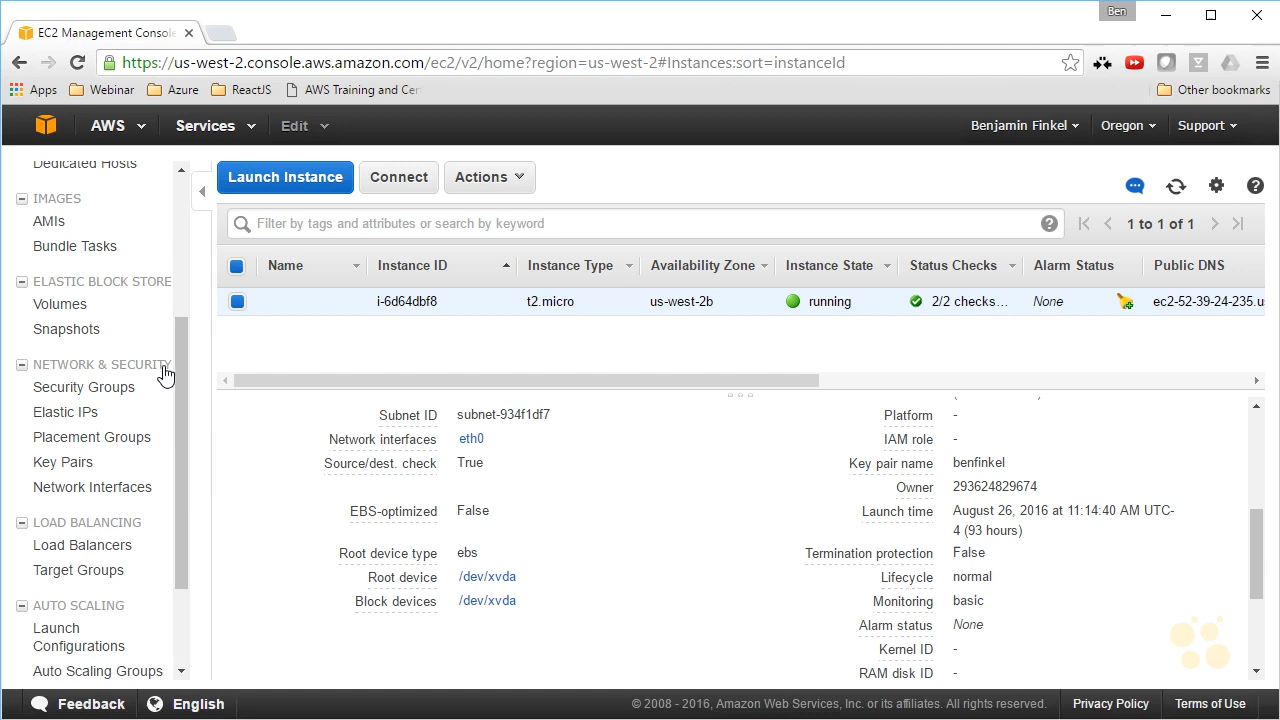 Ben
EC2 Management Console
https://us-west-2.console.aws.amazon.com/ec2/v2/home?region=us-west-2#Instances:sort=instanceId
Apps Webinar Azure ReactJS AWS Training and Cer Other bookmarks
AWS Services Edit Benjamin Finkel Oregon Support
Dedicated Hosts
IMAGES
AMIs
Bundle Tasks
ELASTIC BLOCK STORE
Volumes
Snapshots
NETWORK & SECURITY
Security Groups
Elastic IPs
Placement Groups
Key Pairs
Network Interfaces
LOAD BALANCING
Load Balancers
Target Groups
AUTO SCALING
Launch
Configurations
Auto Scaling Groups
Launch Instance Connect Actions
Filter by tags and attributes or search by keyword 1 to 1 of 1
Name Instance ID Instance Type Availability Zone Instance State Status Checks Alarm Status Public DNS
i-6d64dbf8 t2.micro us-west-2b running 2/2 checks... None ec2-52-39-24-235.u
Subnet ID subnet-934f1df7
Network interfaces eth0
Source/dest. check True
EBS-optimized False
Root device type ebs
Root device /dev/xvda
Block devices /dev/xvda
Platform -
IAM role -
Key pair name benfinkel
Owner 293624829674
Launch time August 26, 2016 at 11:14:40 AM UTC-
4 (93 hours)
Termination protection False
Lifecycle normal
Monitoring basic
Alarm status None
Kernel ID -
RAM disk ID -
Feedback English © 2008 - 2016, Amazon Web Services, Inc. or its affiliates. All rights reserved. Privacy Policy Terms of Use